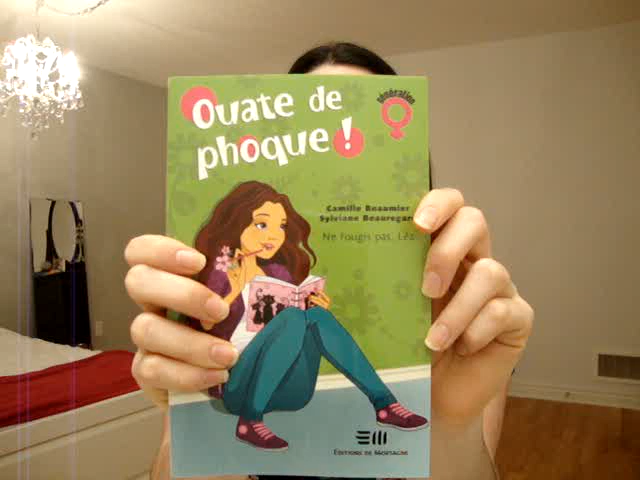 Ouate de
phoque !
génération
Camille Beaumier
Sylviane Beauregard
Ne rougis pas, Léa
Éditions de Mortagne